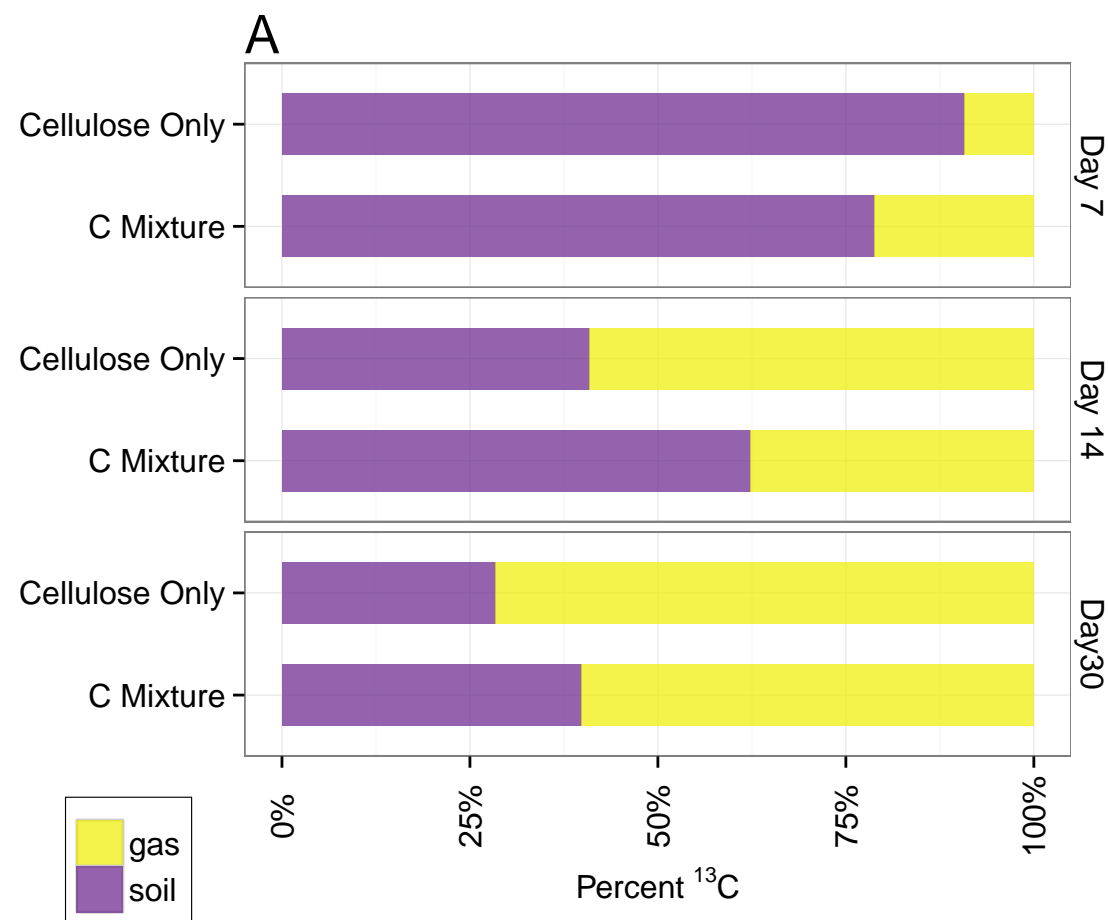 A
Cellulose Only
C Mixture
Day 7
Cellulose Only
C Mixture
Day 14
Cellulose Only
C Mixture
Day30
0%
25%
50%
75%
100%
Percent ¹³C
gas
soil